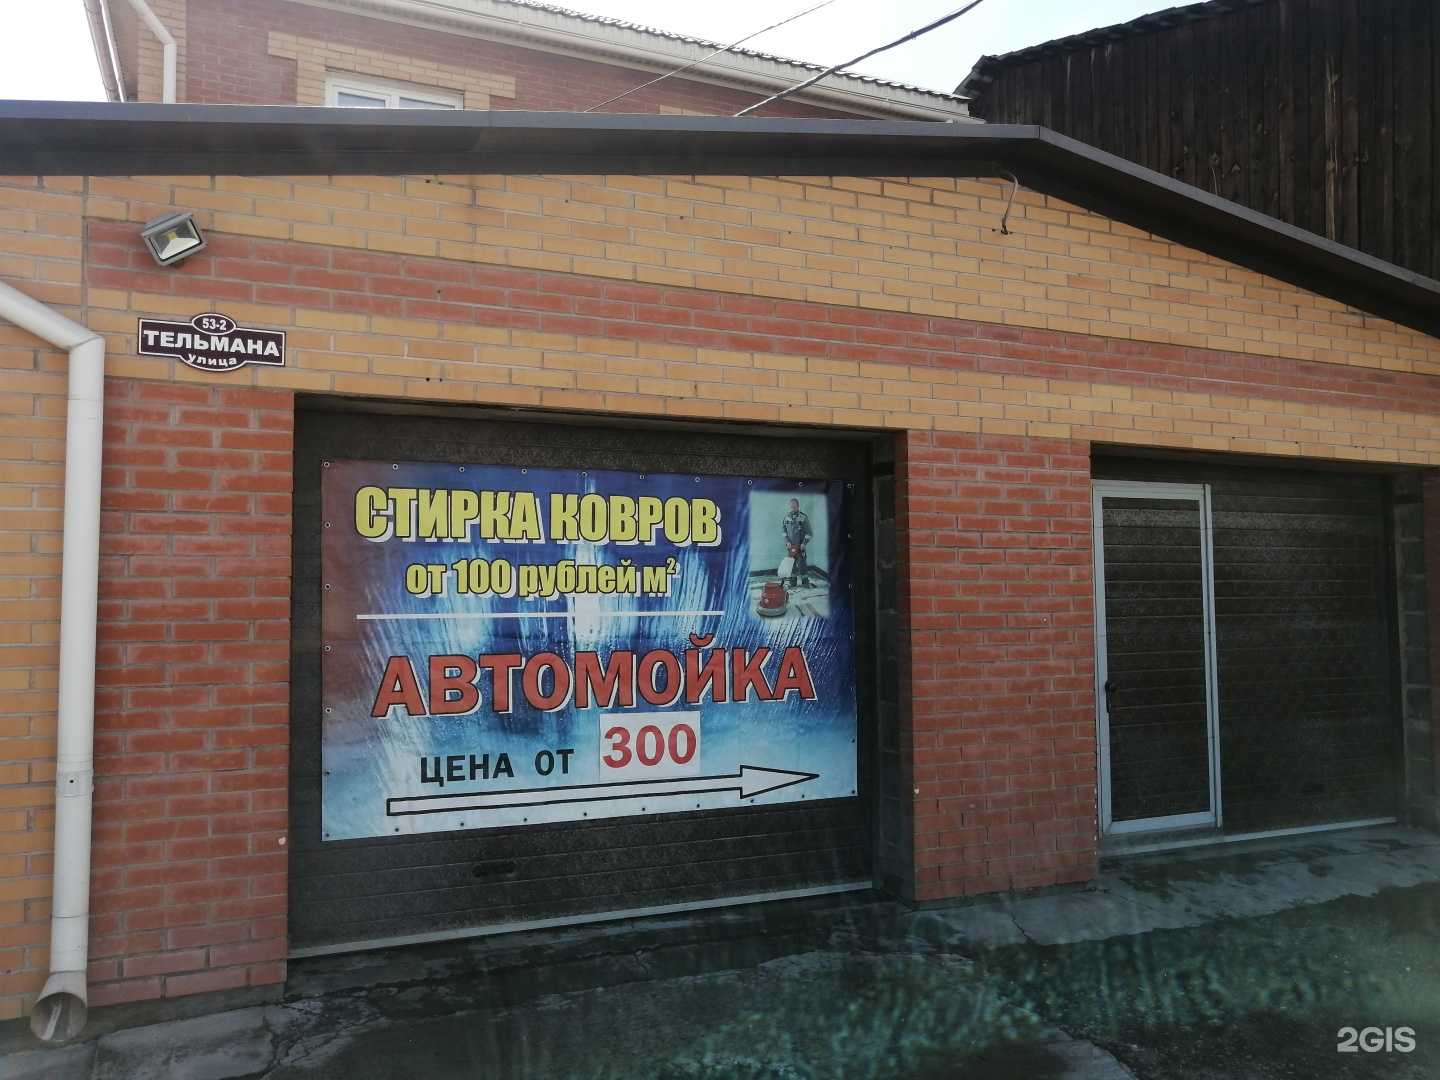 53-2
ТЕЛЬМАНА
улица
СТИРКА КОВРОВ
от 100 рублей м²
АВТОМОЙКА
ЦЕНА ОТ 300
2GIS